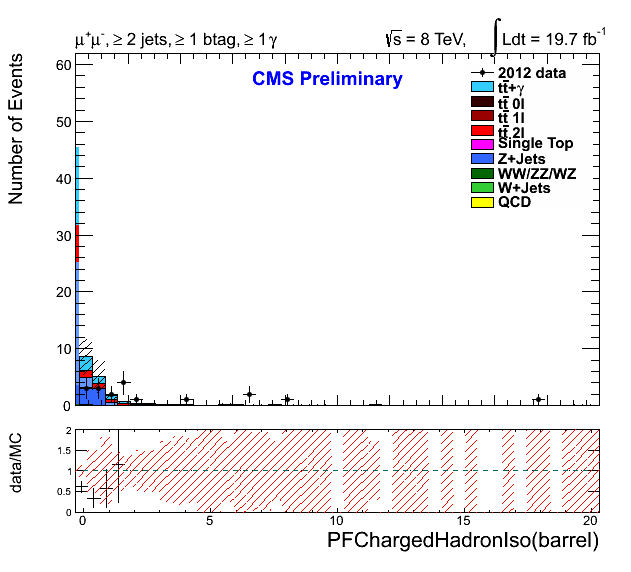 μ⁺μ⁻, ≥ 2 jets, ≥ 1 btag, ≥ 1 γ
√s = 8 TeV, ∫ Ldt = 19.7 fb⁻¹
CMS Preliminary
2012 data
tt̄+γ
tt̄ 0l
tt̄ 1l
tt̄ 2l
Single Top
Z+Jets
WW/ZZ/WZ
W+Jets
QCD
Number of Events
60
50
40
30
20
10
0
data/MC
2
1.5
1
0.5
0
0 5 10 15 20
PFChargedHadronIso(barrel)